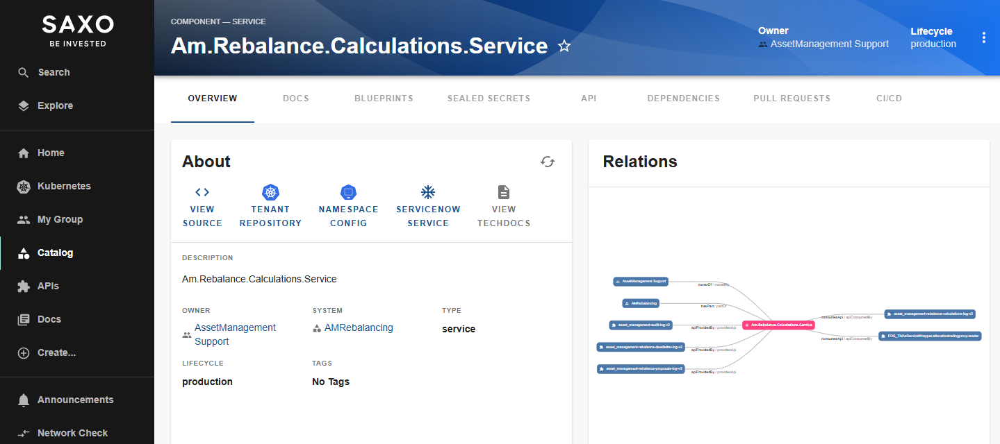 SAXO
BE INVESTED
Search
Explore
Home
Kubernetes
My Group
Catalog
APIs
Docs
Create...
Announcements
Network Check
COMPONENT — SERVICE
Am.Rebalance.Calculations.Service
Owner
AssetManagement Support
Lifecycle
production
OVERVIEW
DOCS
BLUEPRINTS
SEALED SECRETS
API
DEPENDENCIES
PULL REQUESTS
CI/CD
About
VIEW
SOURCE
TENANT
REPOSITORY
NAMESPACE
CONFIG
SERVICENOW
SERVICE
VIEW
TECHDOCS
DESCRIPTION
Am.Rebalance.Calculations.Service
OWNER
AssetManagement
Support
SYSTEM
AMRebalancing
TYPE
service
LIFECYCLE
production
TAGS
No Tags
Relations
AssetManagement Support
ownerOf / ownedBy
AMRebalancing
hasPart / partOf
asset_management-audit-log-v2
apiProvidedBy / providesApi
asset_management-rebalance-deadletter-log-v2
apiProvidedBy / providesApi
asset_management-rebalance-proposals-log-v2
apiProvidedBy / providesApi
Am.Rebalance.Calculations.Service
consumesApi / apiConsumedBy
asset_management-rebalance-calculations-log-v2
consumesApi / apiConsumedBy